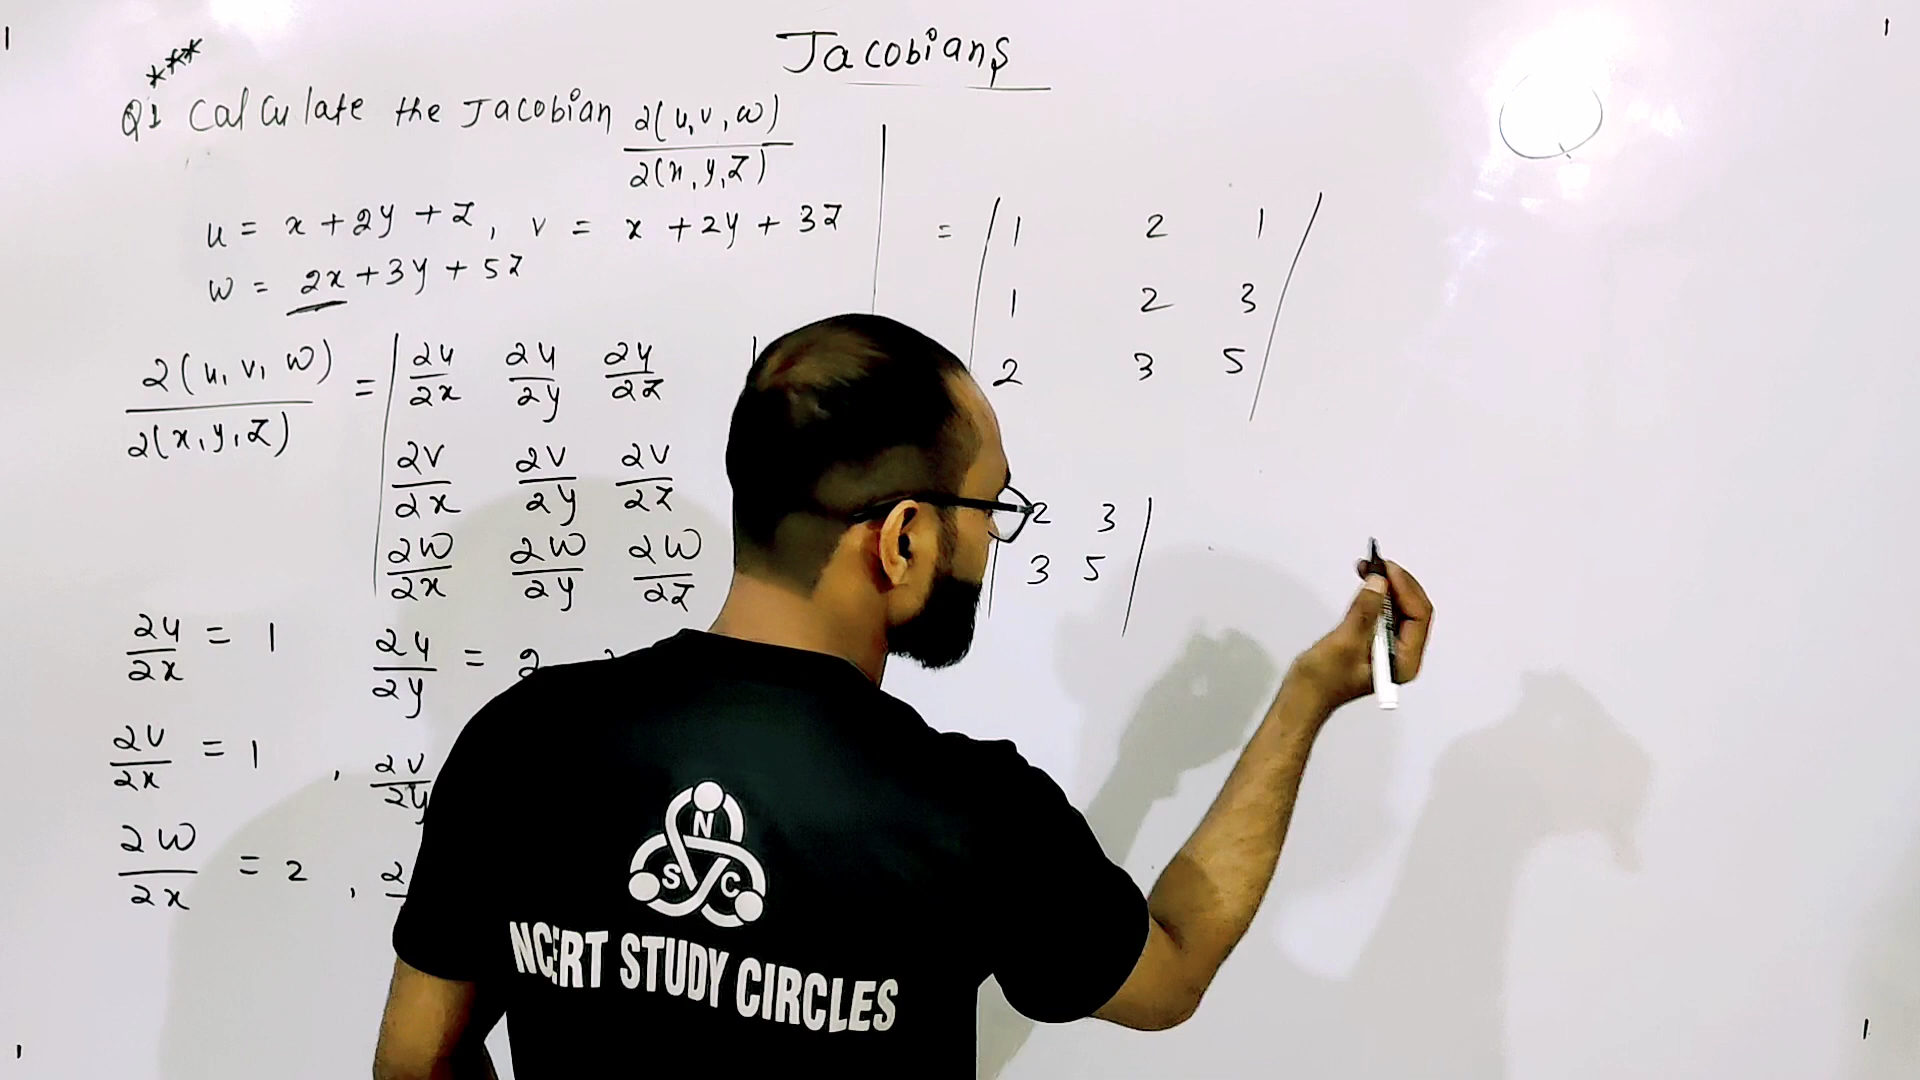 Jacobians
***
Q1 Calculate the Jacobian ∂(u,v,w)/∂(x,y,z)
u = x + 2y + z, v = x + 2y + 3z
w = 2x + 3y + 5z
∂(u,v,w)/∂(x,y,z) = | ∂u/∂x ∂u/∂y ∂u/∂z
∂v/∂x ∂v/∂y ∂v/∂z
∂w/∂x ∂w/∂y ∂w/∂z
∂u/∂x = 1 ∂u/∂y = 2
∂v/∂x = 1 , ∂v/∂y
∂w/∂x = 2 ,
= | 1 2 1 |
1 2 3
2 3 5
2 3 |
3 5
N
S C
NCERT STUDY CIRCLES